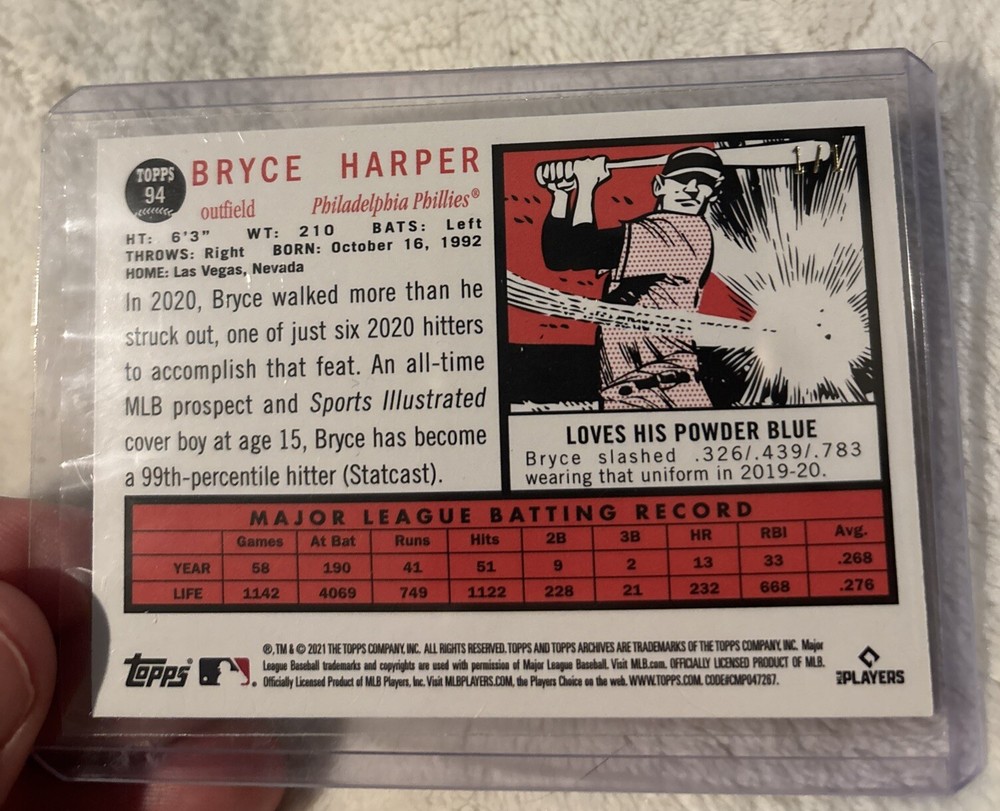 TOPPS
94
BRYCE HARPER
outfield Philadelphia Phillies®
HT: 6'3" WT: 210 BATS: Left
THROWS: Right BORN: October 16, 1992
HOME: Las Vegas, Nevada
In 2020, Bryce walked more than he
struck out, one of just six 2020 hitters
to accomplish that feat. An all-time
MLB prospect and Sports Illustrated
cover boy at age 15, Bryce has become
a 99th-percentile hitter (Statcast).
1/1
LOVES HIS POWDER BLUE
Bryce slashed .326/.439/.783
wearing that uniform in 2019-20.
MAJOR LEAGUE BATTING RECORD
Games At Bat Runs Hits 2B 3B HR RBI Avg.
YEAR 58 190 41 51 9 2 13 33 .268
LIFE 1142 4069 749 1122 228 21 232 668 .276
topps®
®, TM & © 2021 THE TOPPS COMPANY, INC. ALL RIGHTS RESERVED. TOPPS AND TOPPS ARCHIVES ARE TRADEMARKS OF THE TOPPS COMPANY, INC. Major
League Baseball trademarks and copyrights are used with permission of Major League Baseball. Visit MLB.com. OFFICIALLY LICENSED PRODUCT OF MLB.
Officially Licensed Product of MLB Players, Inc. Visit MLBPLAYERS.COM, the Players Choice on the web. WWW.TOPPS.COM. CODE#CMP047267.
MLB PLAYERS